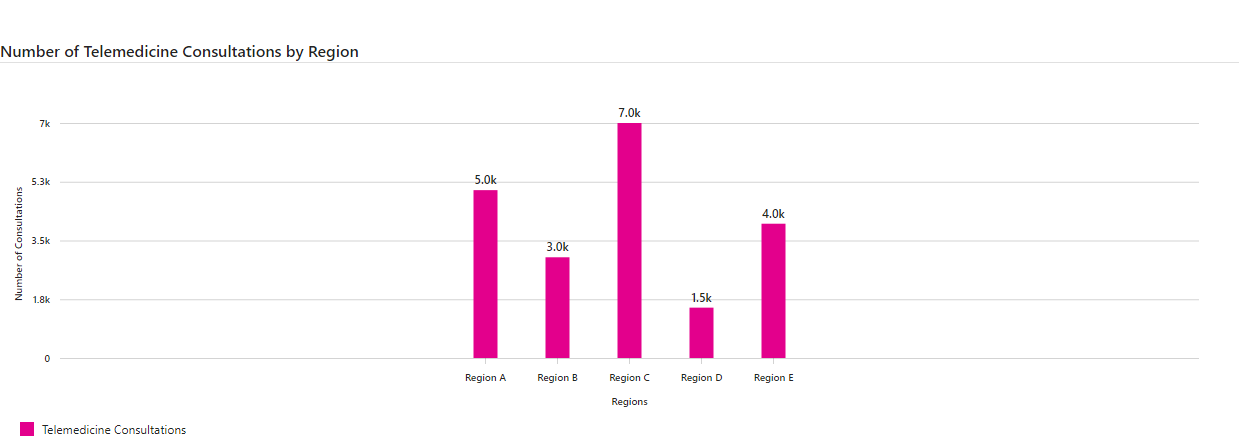 Number of Telemedicine Consultations by Region
7.0k
7k
5.0k
5.3k
4.0k
3.5k
3.0k
1.8k
1.5k
0
Number of Consultations
Region A Region B Region C Region D Region E
Regions
Telemedicine Consultations